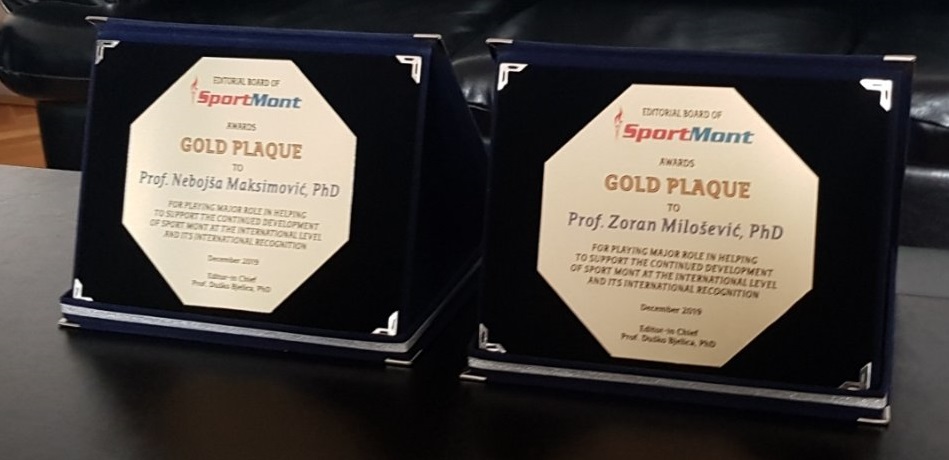 EDITORIAL BOARD OF
SportMont
AWARDS
GOLD PLAQUE
TO
Prof. Nebojša Maksimović, PhD
FOR PLAYING MAJOR ROLE IN HELPING
TO SUPPORT THE CONTINUED DEVELOPMENT
OF SPORT MONT AT THE INTERNATIONAL LEVEL
AND ITS INTERNATIONAL RECOGNITION
December 2019
Editor-in Chief
Prof. Duško Bjelica, PhD
EDITORIAL BOARD OF
SportMont
AWARDS
GOLD PLAQUE
TO
Prof. Zoran Milošević, PhD
FOR PLAYING MAJOR ROLE IN HELPING
TO SUPPORT THE CONTINUED DEVELOPMENT
OF SPORT MONT AT THE INTERNATIONAL LEVEL
AND ITS INTERNATIONAL RECOGNITION
December 2019
Editor-in Chief
Prof. Duško Bjelica, PhD